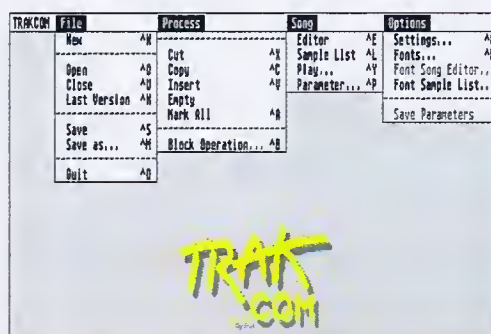 TRAKCOM File Process Song Options
New ^N
Open ^O
Close ^U
Last Version ^K
Save ^S
Save as... ^M
Quit ^Q
Cut ^X
Copy ^C
Insert ^V
Empty
Mark All ^A
Block Operation... ^B
Editor ^E
Sample List ^L
Play... ^Y
Parameter... ^P
Settings...
Fonts...
Font Song Editor..
Font Sample List..
Save Parameters
TRAK
.COM